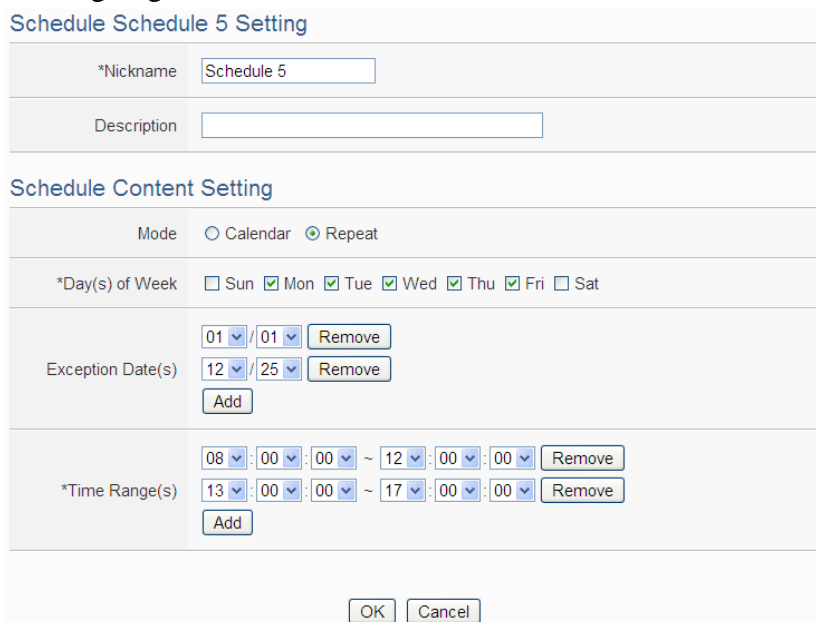 Schedule Schedule 5 Setting
*Nickname Schedule 5
Description
Schedule Content Setting
Mode Calendar Repeat
*Day(s) of Week Sun Mon Tue Wed Thu Fri Sat
01 / 01 Remove
Exception Date(s) 12 / 25 Remove
Add
08 : 00 : 00 ~ 12 : 00 : 00 Remove
*Time Range(s) 13 : 00 : 00 ~ 17 : 00 : 00 Remove
Add
OK Cancel